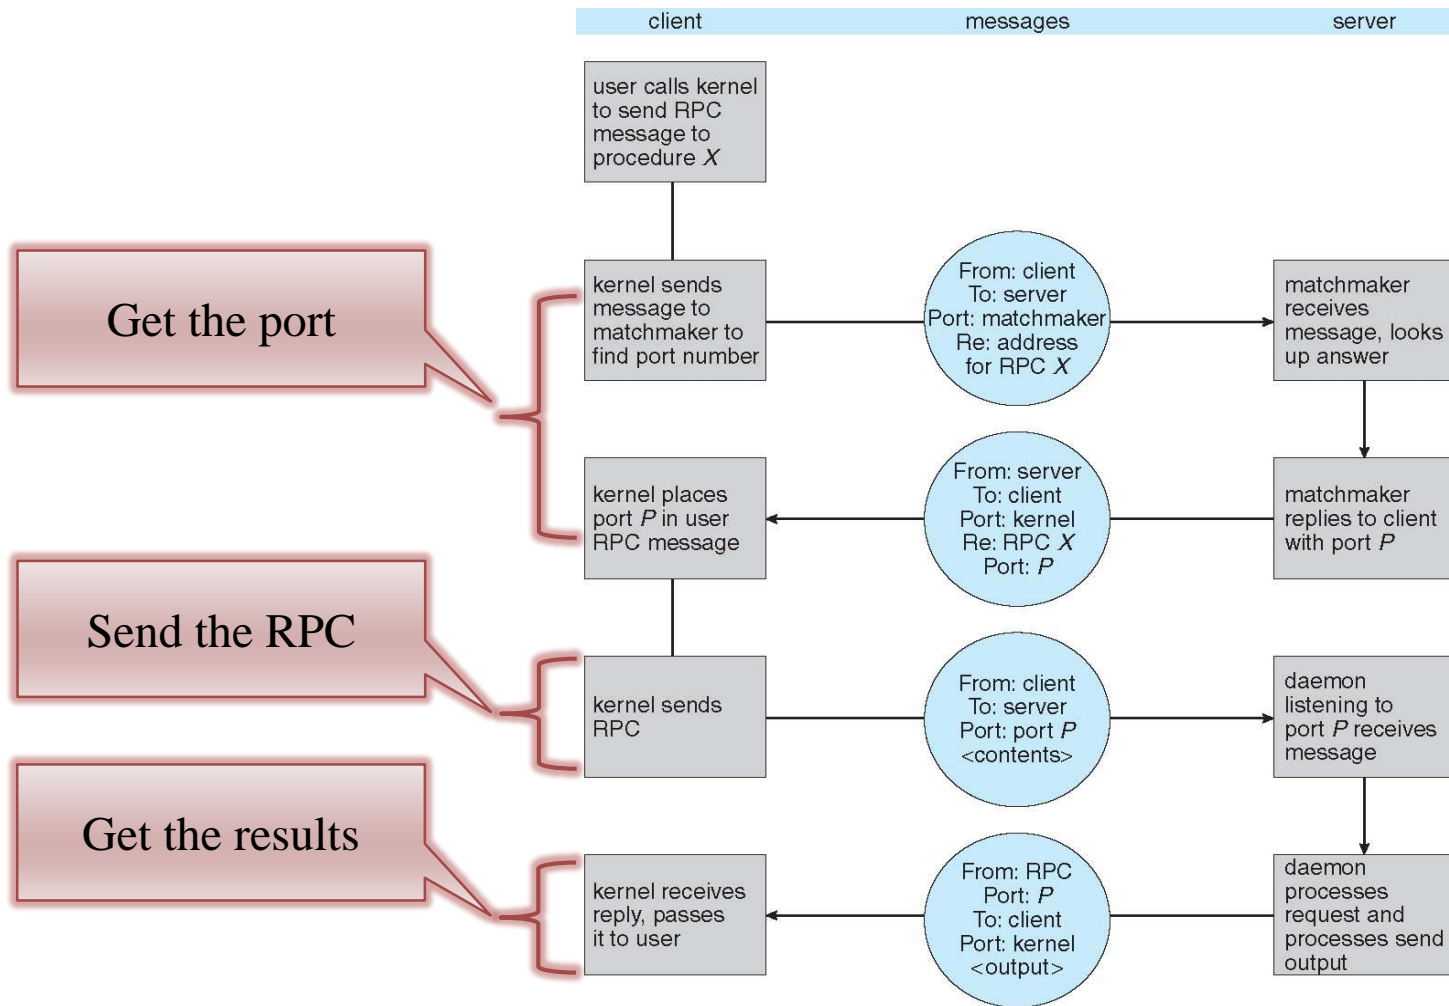 client messages server
user calls kernel
to send RPC
message to
procedure X
Get the port
kernel sends
message to
matchmaker to
find port number
From: client
To: server
Port: matchmaker
Re: address
for RPC X
matchmaker
receives
message, looks
up answer
kernel places
port P in user
RPC message
From: server
To: client
Port: kernel
Re: RPC X
Port: P
matchmaker
replies to client
with port P
Send the RPC
kernel sends
RPC
From: client
To: server
Port: port P
<contents>
daemon
listening to
port P receives
message
Get the results
kernel receives
reply, passes
it to user
From: RPC
Port: P
To: client
Port: kernel
<output>
daemon
processes
request and
processes send
output